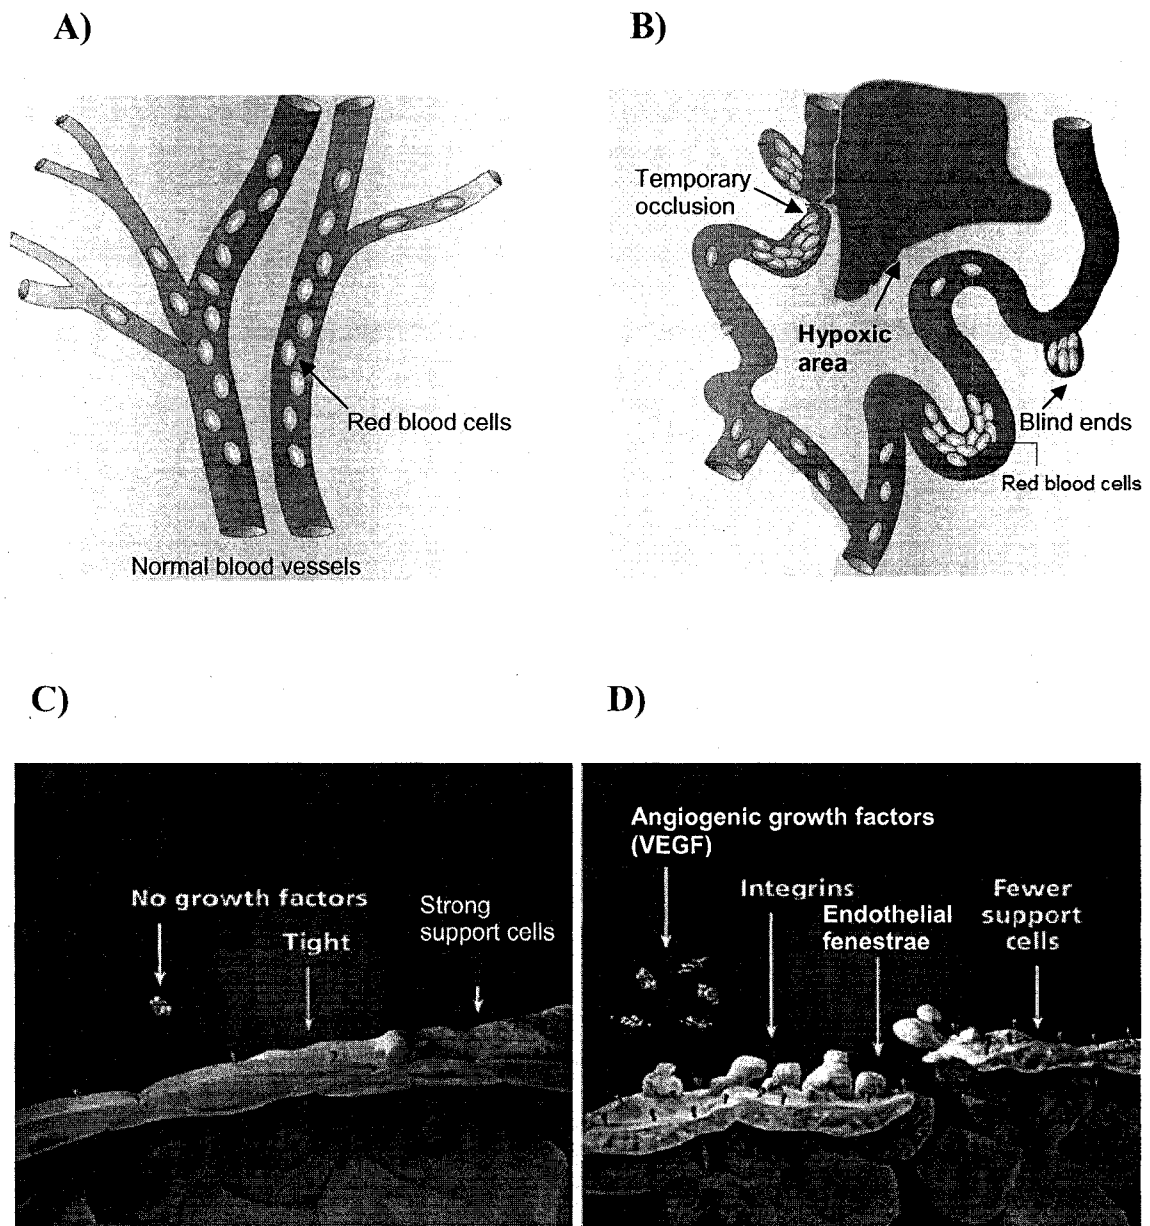 A)
B)
Temporary
occlusion
Hypoxic
area
Red blood cells
Blind ends
Red blood cells
Normal blood vessels
C)
D)
No growth factors
Tight
Strong
support cells
Angiogenic growth factors
(VEGF)
Integrins
Endothelial
fenestrae
Fewer
support
cells